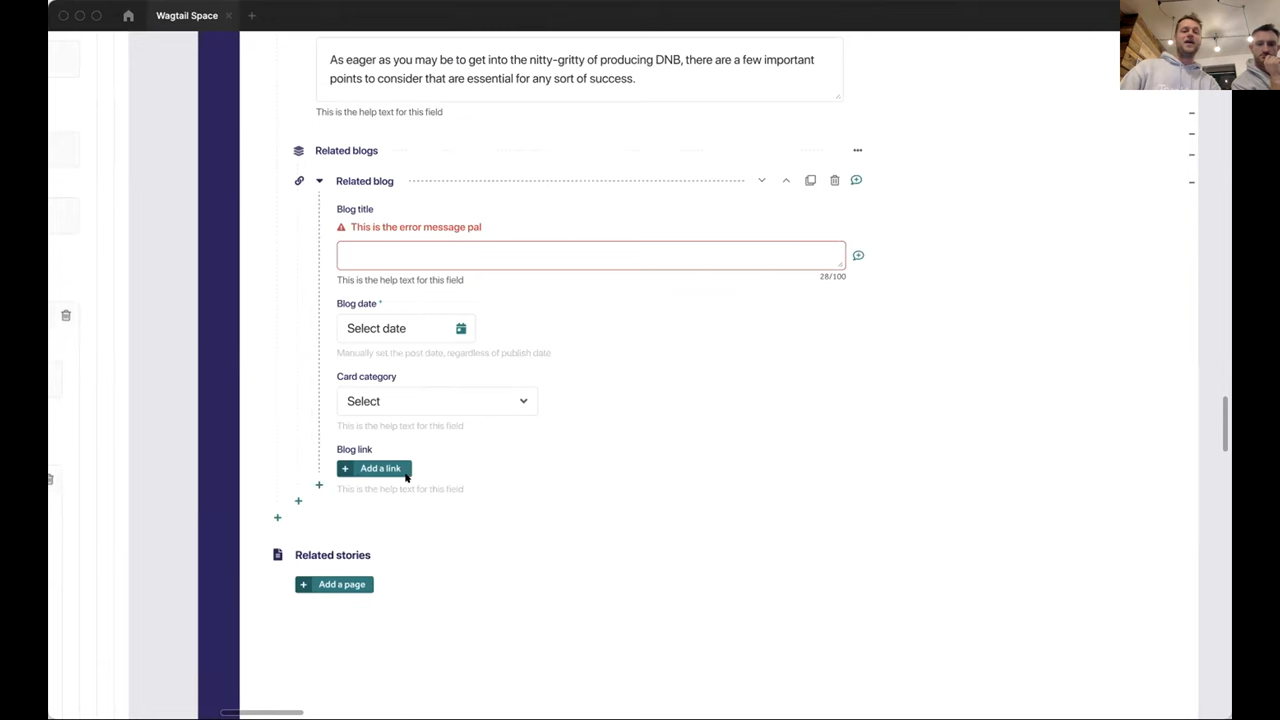 Wagtail Space
As eager as you may be to get into the nitty-gritty of producing DNB, there are a few important
points to consider that are essential for any sort of success.
This is the help text for this field
Related blogs
Related blog
Blog title
This is the error message pal
28/100
This is the help text for this field
Blog date *
Select date
Manually set the post date, regardless of publish date
Card category
Select
This is the help text for this field
Blog link
+ Add a link
This is the help text for this field
Related stories
+ Add a page